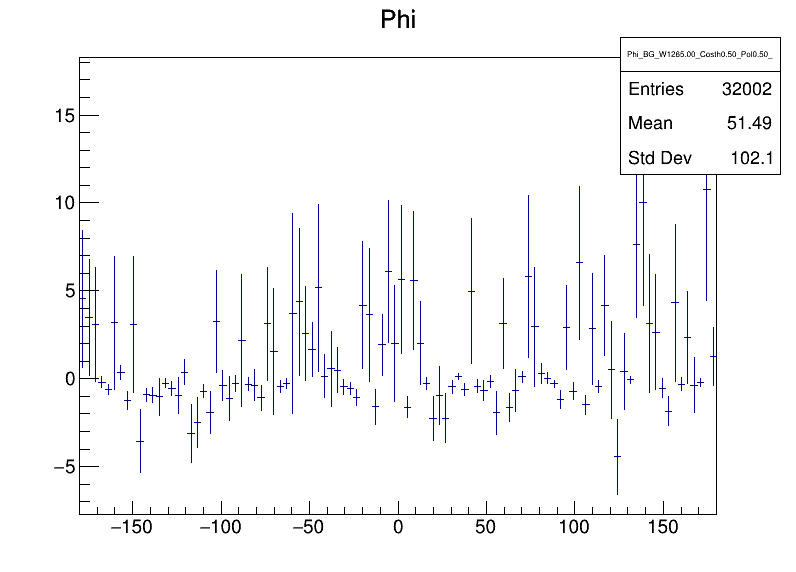 Phi
Phi_BG_W1265.00_Costh0.50_Pol0.50_
Entries 32002
Mean 51.49
Std Dev 102.1
15
10
5
0
−5
−150 −100 −50 0 50 100 150